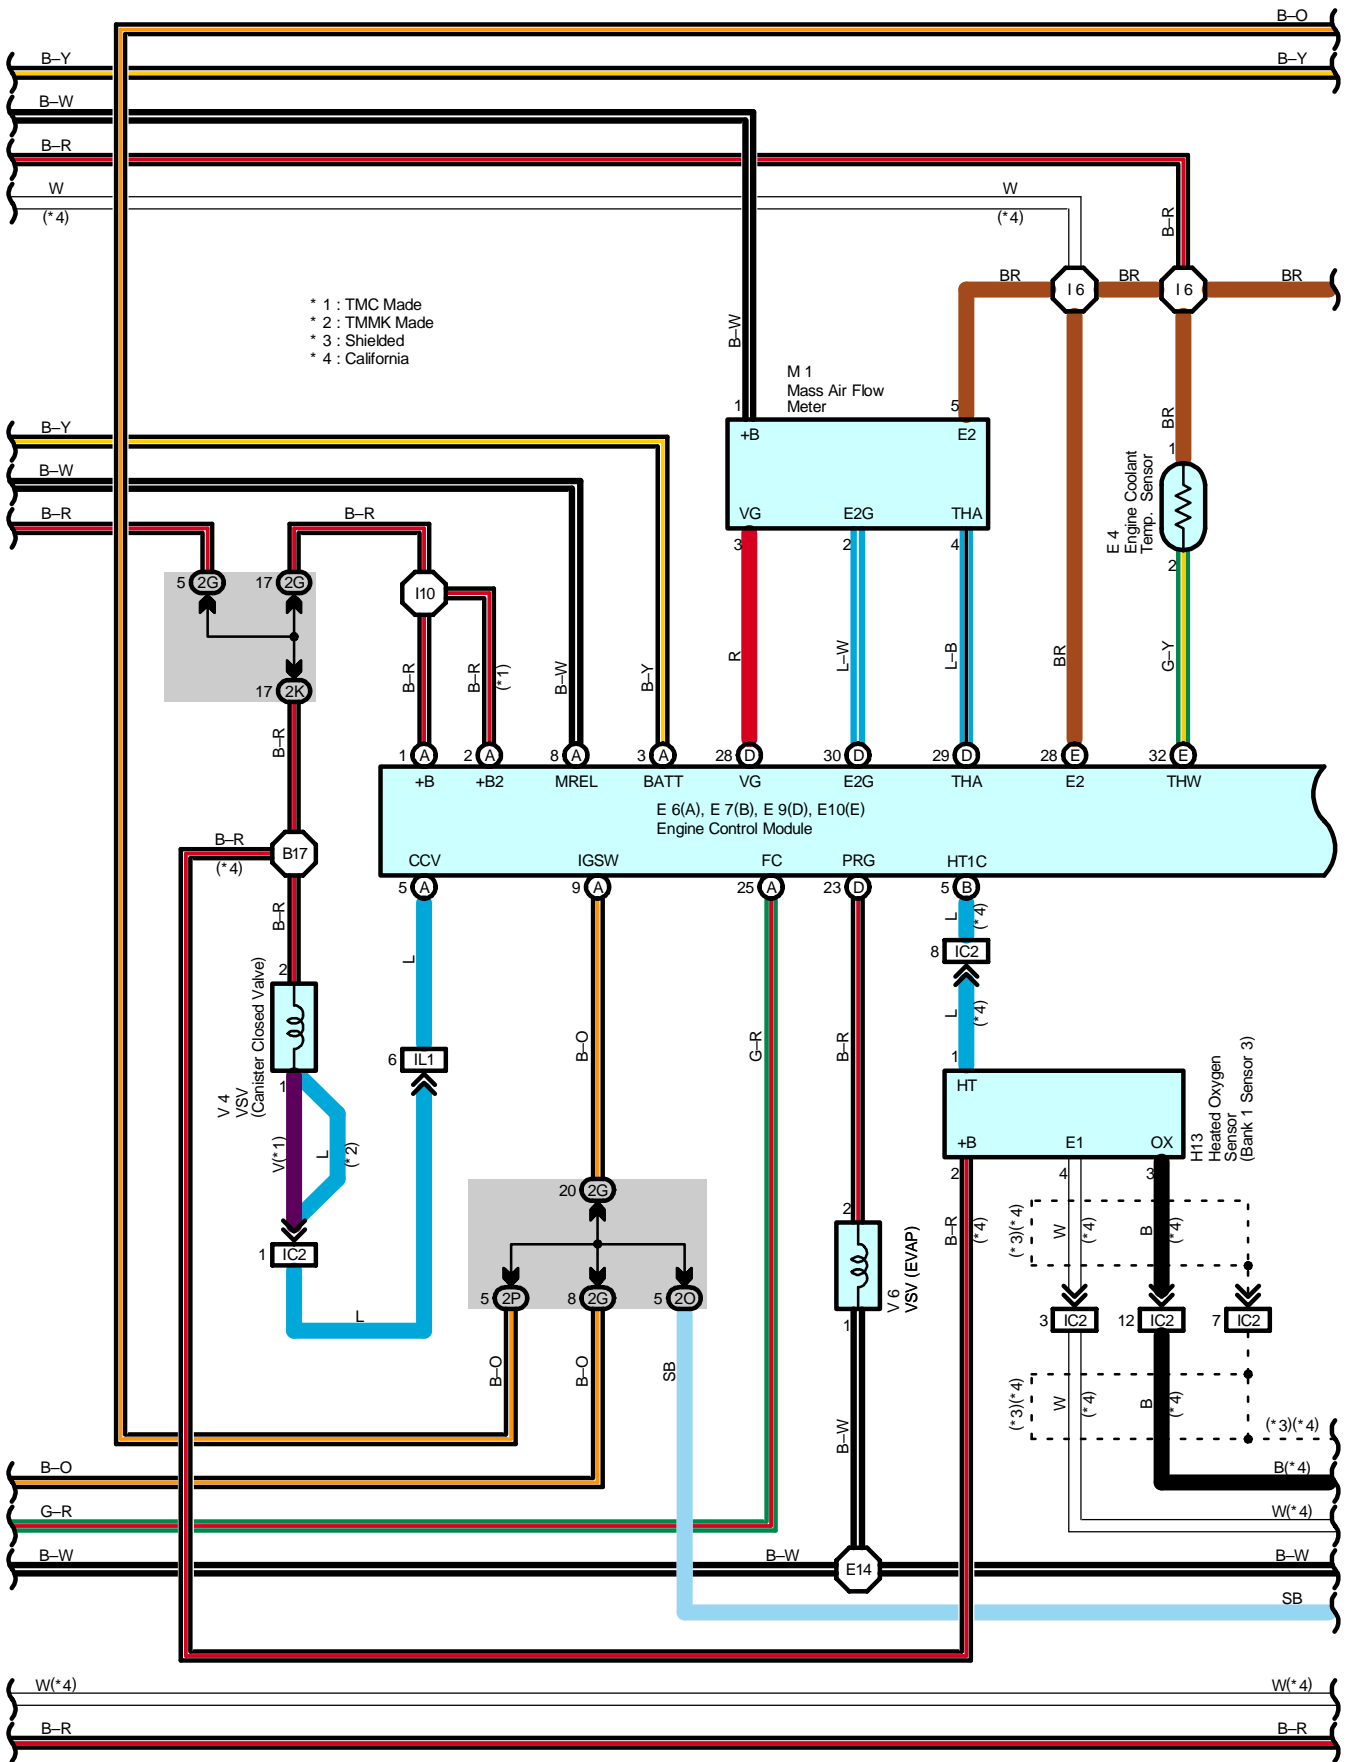 B–O
B–Y
B–Y
B–W
B–R
W
(*4)
W
(*4)
B–R
BR
I 6
BR
I 6
BR
* 1 : TMC Made
* 2 : TMMK Made
* 3 : Shielded
* 4 : California
B–W
M 1
Mass Air Flow
Meter
1
5
+B
E2
VG
E2G
THA
3
2
4
BR
1
E 4
Engine Coolant
Temp. Sensor
2
B–Y
B–W
B–R
B–R
5 2G
17 2G
17 2K
I10
B–R
B–R
B–R
(*1)
B–W
B–Y
R
L–W
L–B
BR
G–Y
1 A
2 A
8 A
3 A
28 D
30 D
29 D
28 E
32 E
+B
+B2
MREL
BATT
VG
E2G
THA
E2
THW
E 6(A), E 7(B), E 9(D), E10(E)
Engine Control Module
CCV
IGSW
FC
PRG
HT1C
5 A
9 A
25 A
23 D
5 B
B–R
(*4)
B17
B–R
2
V 4
VSV
(Canister Closed Valve)
1
V(*1)
L
(*2)
1 IC2
L
L
6 IL1
B–O
G–R
B–R
L
(*4)
8 IC2
L
(*4)
1
HT
+B
E1
OX
H13
Heated Oxygen
Sensor
(Bank 1 Sensor 3)
2
4
3
20 2G
5 2P
8 2G
5 2O
B–O
B–O
SB
2
V 6
VSV (EVAP)
1
B–W
B–R
(*4)
(*3)(*4)
W
(*4)
B
(*4)
3 IC2
12 IC2
7 IC2
(*3)(*4)
W
(*4)
B
(*4)
(*3)(*4)
B–O
B(*4)
G–R
W(*4)
B–W
B–W
E14
B–W
SB
W(*4)
W(*4)
B–R
B–R